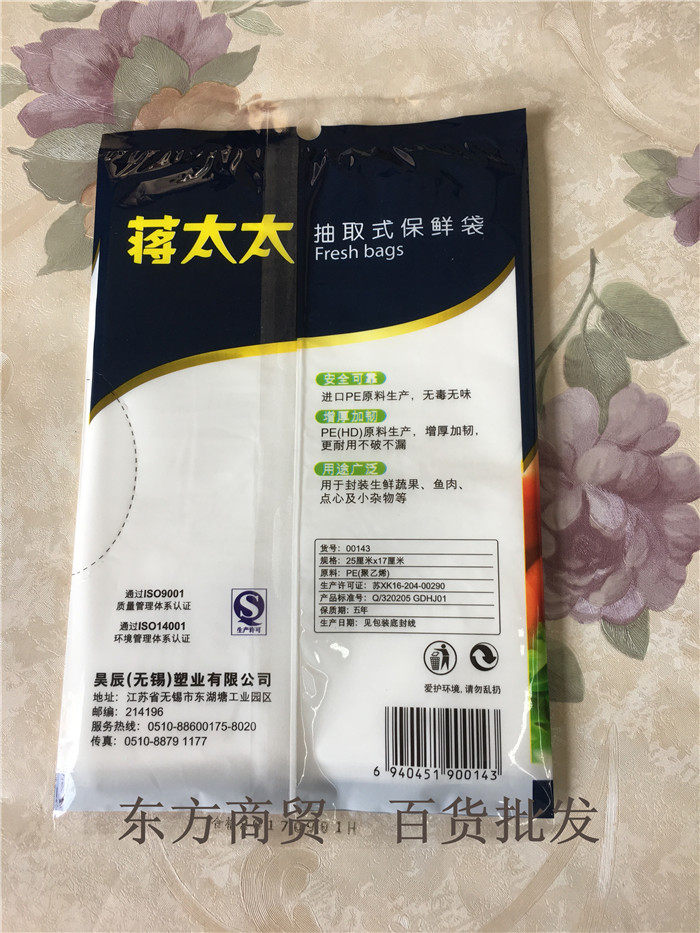 蒋太太 抽取式保鲜袋
Fresh bags
安全可靠
进口PE原料生产，无毒无味
增厚加韧
PE(HD)原料生产，增厚加韧，
更耐用不破不漏
用途广泛
用于封装生鲜蔬果、鱼肉、
点心及小杂物等
货号：00143
规格：25厘米x17厘米
原料：PE(聚乙烯)
生产许可证：苏XK16-204-00290
产品标准号：Q/320205 GDHJ01
保质期：五年
生产日期：见包装底封线
通过ISO9001
质量管理体系认证
通过ISO14001
环境管理体系认证
生产许可
爱护环境，请勿乱扔
昊辰(无锡)塑业有限公司
地址：江苏省无锡市东湖塘工业园区
邮编：214196
服务热线：0510-88600175-8020
传真：0510-8879 1177
6 940451 900143
东方商贸 百货批发